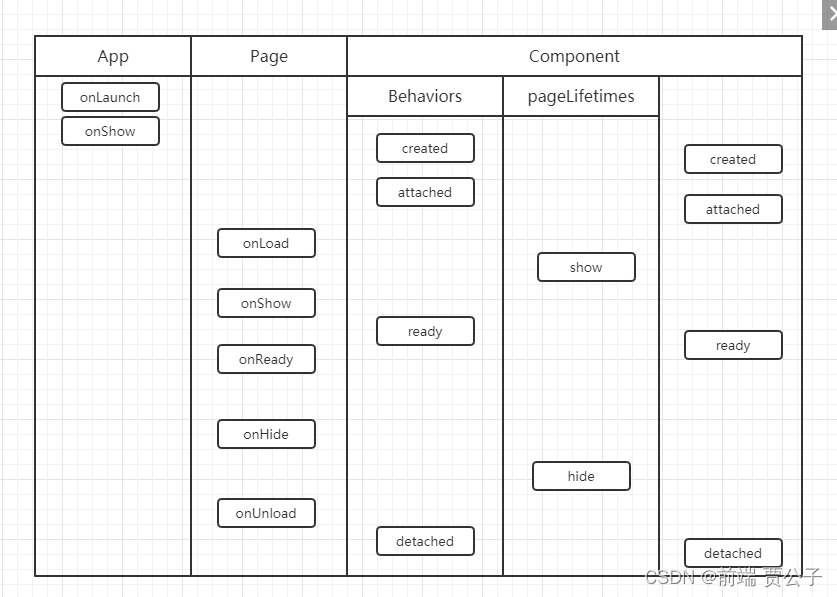 App
Page
Component
Behaviors
pageLifetimes
onLaunch
onShow
created
created
attached
attached
onLoad
show
onShow
ready
ready
onReady
onHide
hide
onUnload
detached
detached
CSDN @前端 贾公子